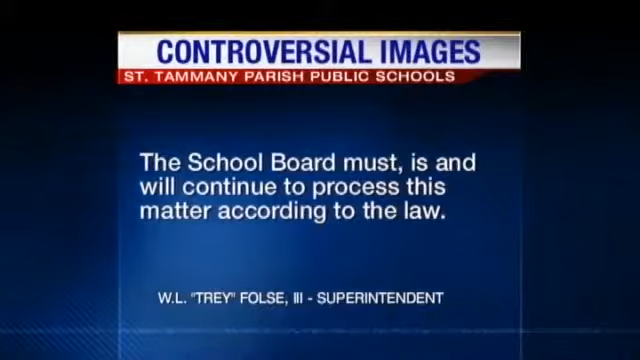 CONTROVERSIAL IMAGES
ST. TAMMANY PARISH PUBLIC SCHOOLS
The School Board must, is and
will continue to process this
matter according to the law.
W.L. "TREY" FOLSE, III - SUPERINTENDENT